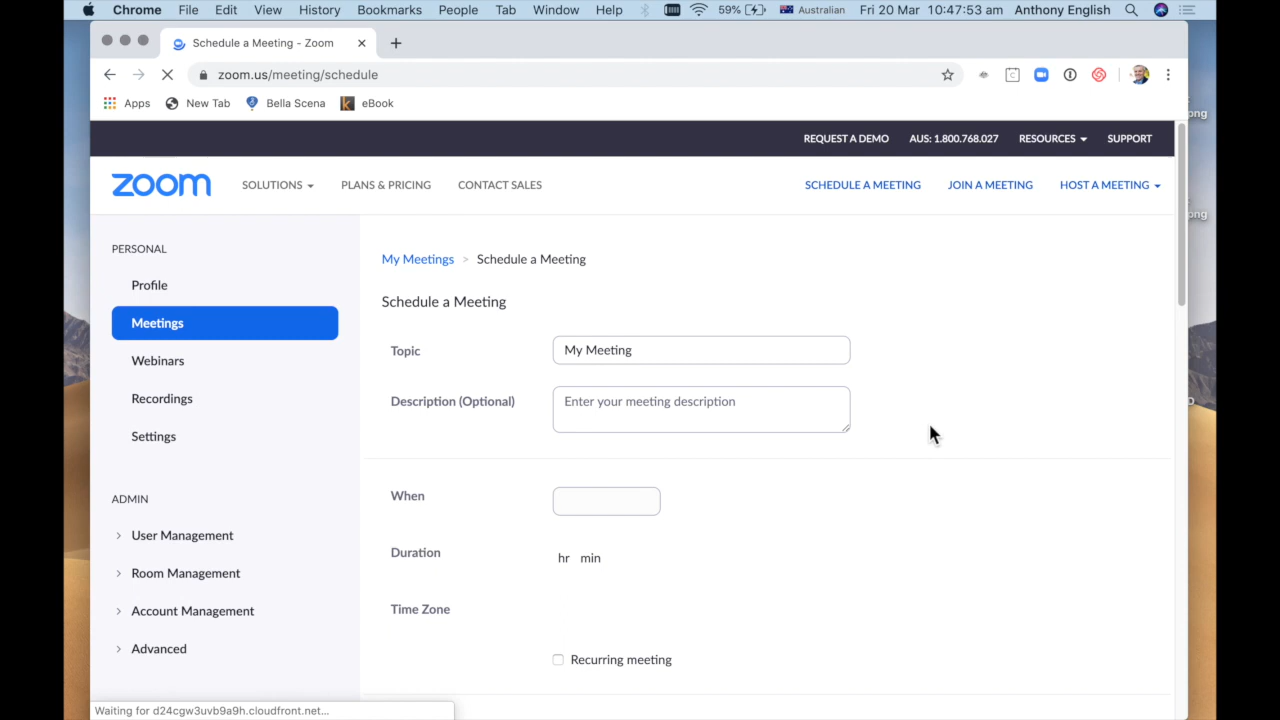 Chrome File Edit View History Bookmarks People Tab Window Help 59% Australian Fri 20 Mar 10:47:53 am Anthony English
Schedule a Meeting - Zoom
zoom.us/meeting/schedule
Apps New Tab Bella Scena eBook
REQUEST A DEMO AUS: 1.800.768.027 RESOURCES SUPPORT
zoom SOLUTIONS PLANS & PRICING CONTACT SALES SCHEDULE A MEETING JOIN A MEETING HOST A MEETING
PERSONAL
Profile
Meetings
Webinars
Recordings
Settings
ADMIN
User Management
Room Management
Account Management
Advanced
My Meetings > Schedule a Meeting
Schedule a Meeting
Topic My Meeting
Description (Optional) Enter your meeting description
When
Duration hr min
Time Zone
Recurring meeting
Waiting for d24cgw3uvb9a9h.cloudfront.net...
png
png